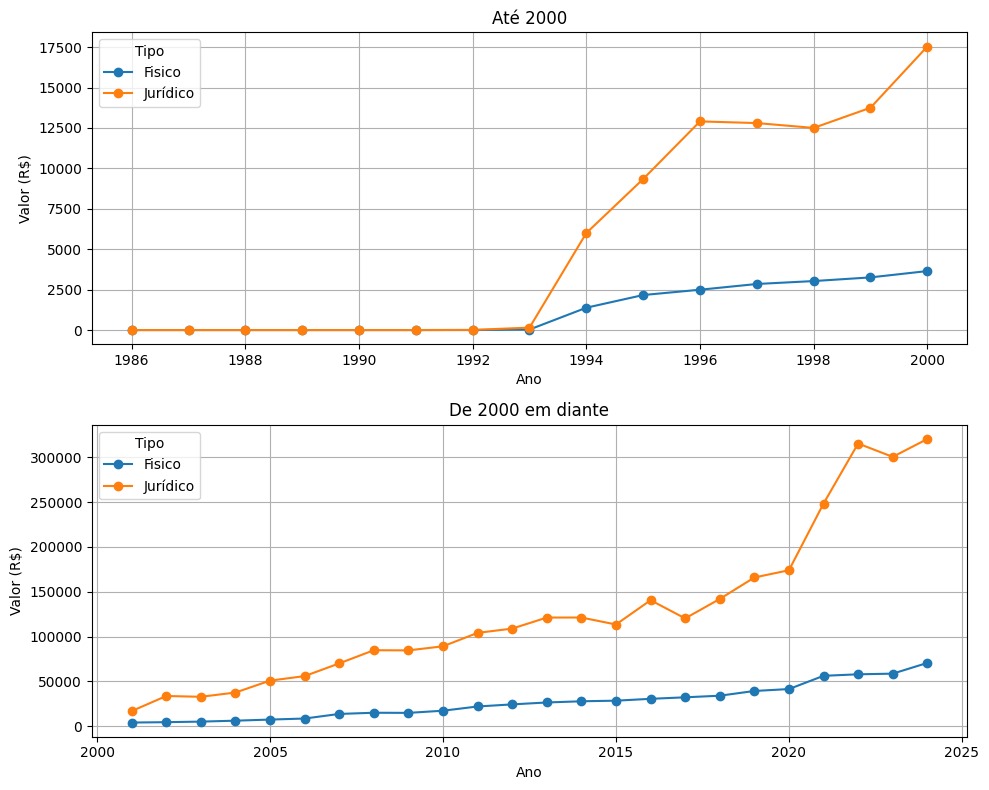 Até 2000
17500
15000
12500
10000
7500
5000
2500
0
Valor (R$)
Tipo
Fisico
Jurídico
1986 1988 1990 1992 1994 1996 1998 2000
Ano
De 2000 em diante
300000
250000
200000
150000
100000
50000
0
Valor (R$)
Tipo
Fisico
Jurídico
2000 2005 2010 2015 2020 2025
Ano